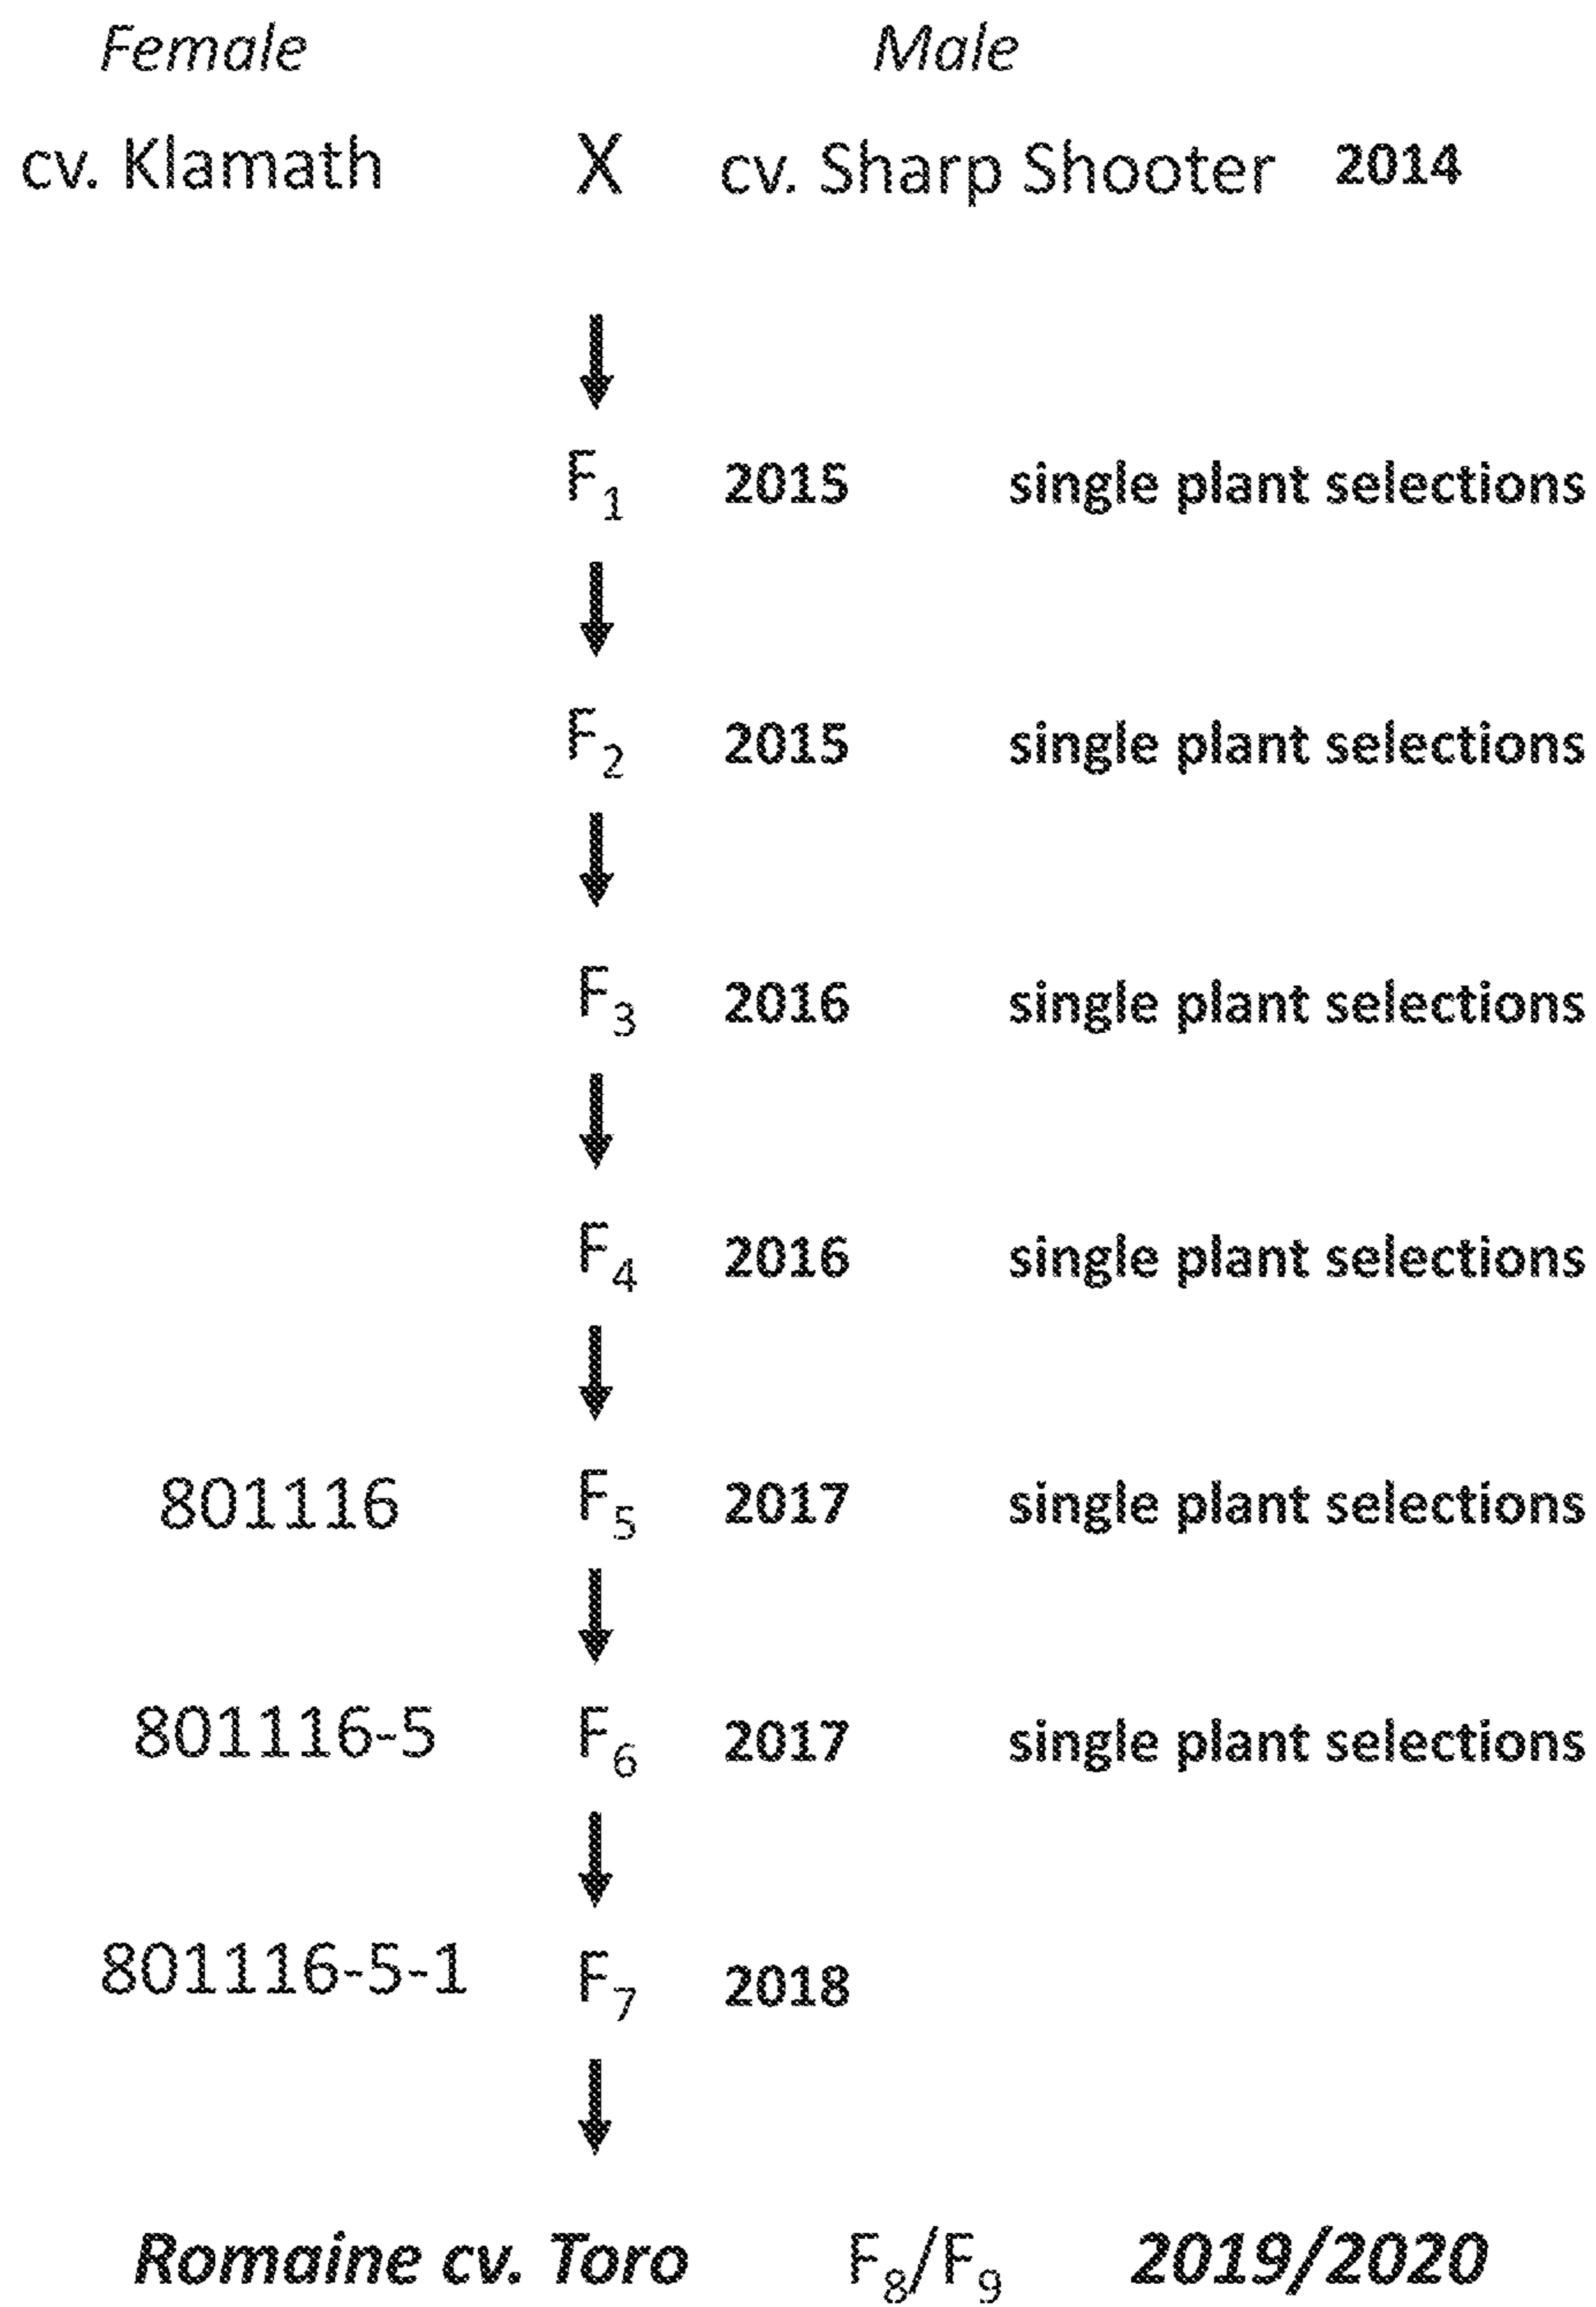 Female Male
cv. Klamath X cv. Sharp Shooter 2014
F₁ 2015 single plant selections
F₂ 2015 single plant selections
F₃ 2016 single plant selections
F₄ 2016 single plant selections
801116 F₅ 2017 single plant selections
801116-5 F₆ 2017 single plant selections
801116-5-1 F₇ 2018
Romaine cv. Toro F₈/F₉ 2019/2020